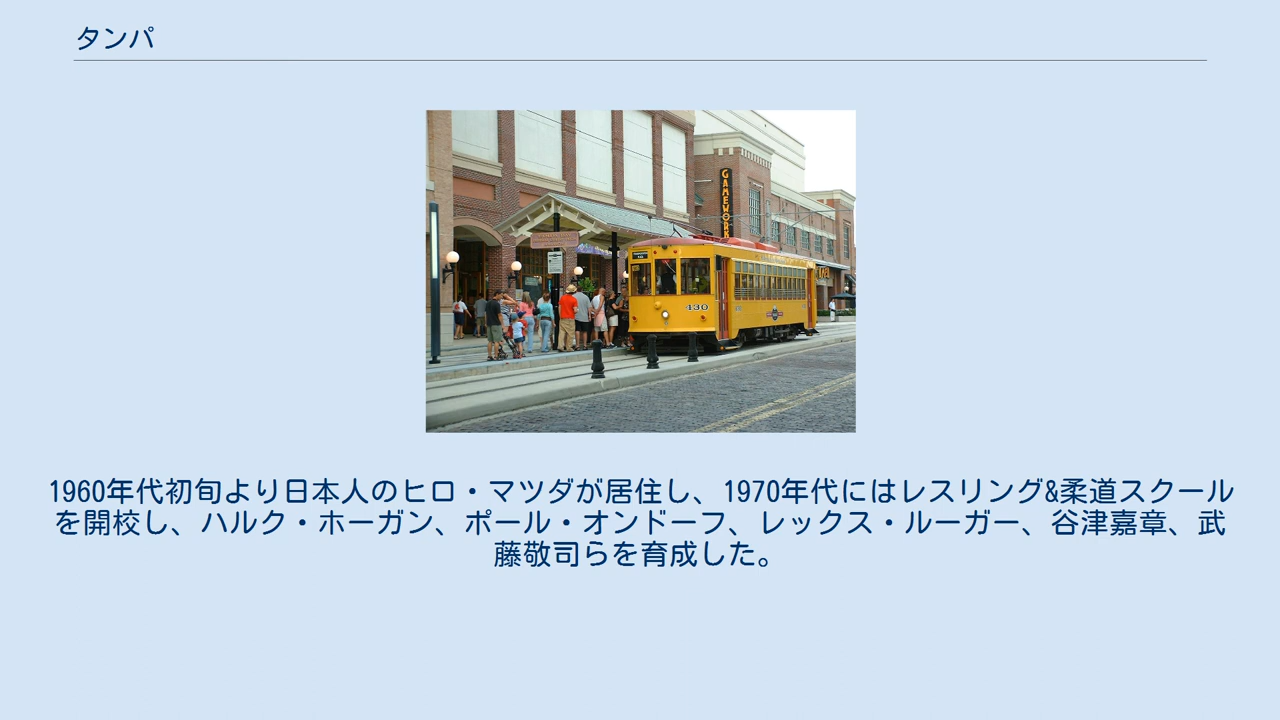 タンパ
GAMEWORK
430
1960年代初旬より日本人のヒロ・マツダが居住し、1970年代にはレスリング&柔道スクール
を開校し、ハルク・ホーガン、ポール・オンドーフ、レックス・ルーガー、谷津嘉章、武
藤敬司らを育成した。